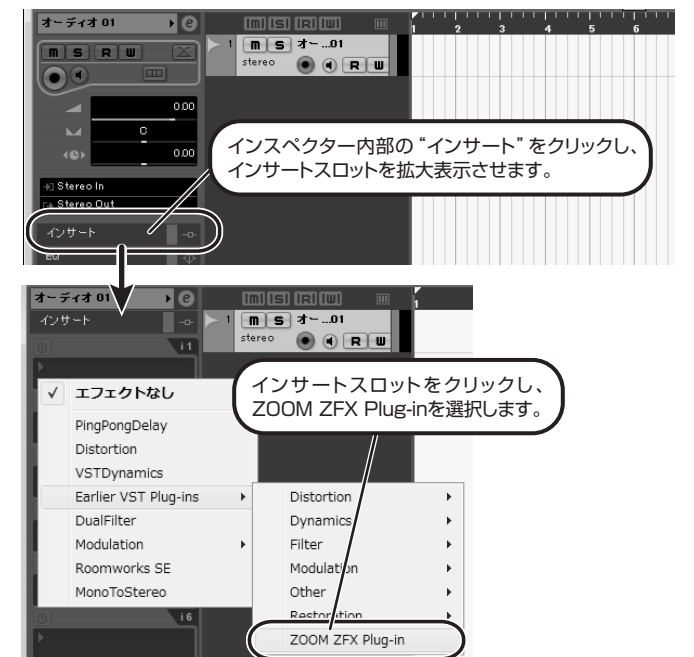 オーディオ 01
M S R W
1 M S オー...01
stereo R W
1 2 3 4 5 6
M S R W
0.00
C
0.00
インスペクター内部の“インサート”をクリックし、
インサートスロットを拡大表示させます。
Stereo In
Stereo Out
インサート
EQ
オーディオ 01
M S R W
1
インサート
1 M S オー...01
stereo R W
i 1
インサートスロットをクリックし、
ZOOM ZFX Plug-inを選択します。
✓ エフェクトなし
PingPongDelay
Distortion
VSTDynamics
Earlier VST Plug-ins
DualFilter
Modulation
Roomworks SE
MonoToStereo
Distortion
Dynamics
Filter
Modulation
Other
Restoration
ZOOM ZFX Plug-in
i 6